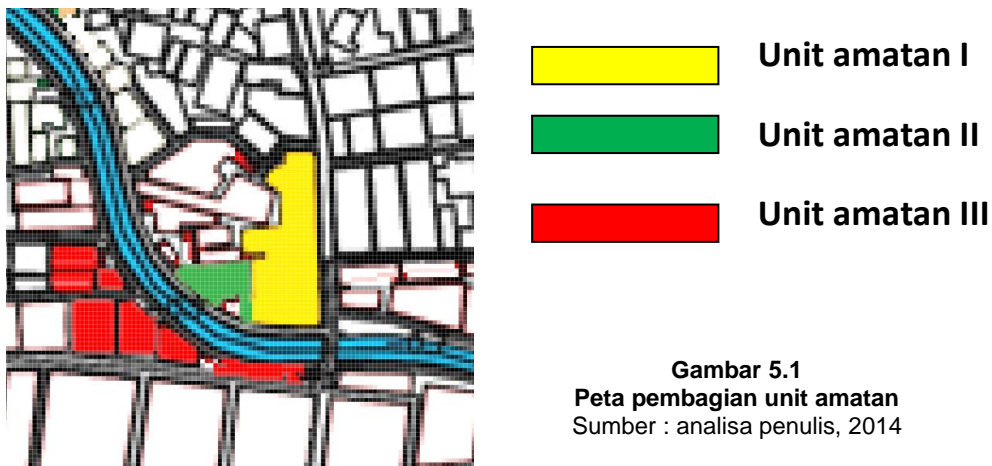 Unit amatan I
Unit amatan II
Unit amatan III
Gambar 5.1
Peta pembagian unit amatan
Sumber : analisa penulis, 2014